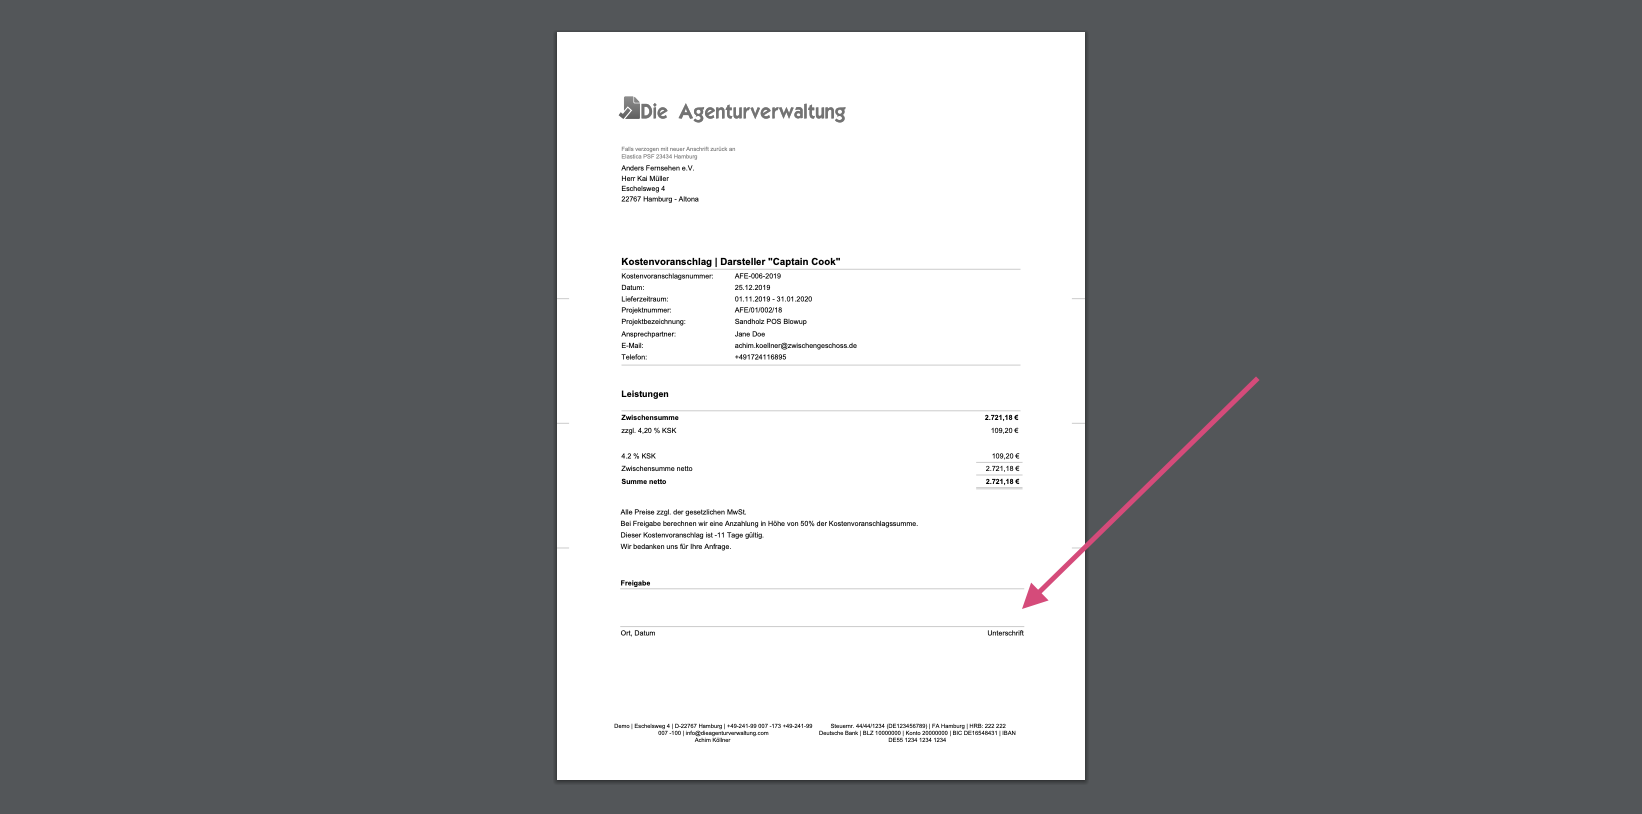 Die Agenturverwaltung
Falls verzogen mit neuer Anschrift zurück an
Elastica PSF 23434 Hamburg
Anders Fernsehen e.V.
Herr Kai Müller
Eschelsweg 4
22767 Hamburg - Altona
Kostenvoranschlag | Darsteller "Captain Cook"
Kostenvoranschlagsnummer: AFE-006-2019
Datum: 25.12.2019
Lieferzeitraum: 01.11.2019 - 31.01.2020
Projektnummer: AFE/01/002/18
Projektbezeichnung: Sandholz POS Blowup
Ansprechpartner: Jane Doe
E-Mail: achim.koellner@zwischengeschoss.de
Telefon: +491724116895
Leistungen
Zwischensumme 2.721,18 €
zzgl. 4,20 % KSK 109,20 €
4.2 % KSK 109,20 €
Zwischensumme netto 2.721,18 €
Summe netto 2.721,18 €
Alle Preise zzgl. der gesetzlichen MwSt.
Bei Freigabe berechnen wir eine Anzahlung in Höhe von 50% der Kostenvoranschlagssumme.
Dieser Kostenvoranschlag ist -11 Tage gültig.
Wir bedanken uns für Ihre Anfrage.
Freigabe
Ort, Datum Unterschrift
Demo | Eschelsweg 4 | D-22767 Hamburg | +49-241-99 007 -173 +49-241-99
007 -100 | info@dieagenturverwaltung.com
Achim Köllner
Steuernr. 44/44/1234 (DE123456789) | FA Hamburg | HRB: 222 222
Deutsche Bank | BLZ 10000000 | Konto 20000000 | BIC DE16548431 | IBAN
DE55 1234 1234 1234